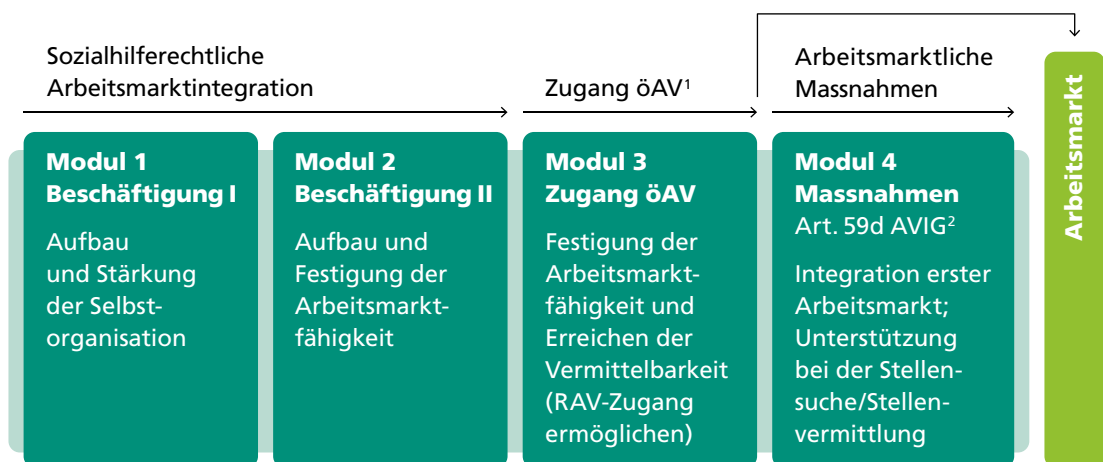 Sozialhilferechtliche
Arbeitsmarktintegration
Zugang öAV¹
Arbeitsmarktliche
Massnahmen
Modul 1
Beschäftigung I
Aufbau
und Stärkung
der Selbst-
organisation
Modul 2
Beschäftigung II
Aufbau und
Festigung der
Arbeitsmarkt-
fähigkeit
Modul 3
Zugang öAV
Festigung der
Arbeitsmarkt-
fähigkeit und
Erreichen der
Vermittelbarkeit
(RAV-Zugang
ermöglichen)
Modul 4
Massnahmen
Art. 59d AVIG²
Integration erster
Arbeitsmarkt;
Unterstützung
bei der Stellen-
suche/Stellen-
vermittlung
Arbeitsmarkt